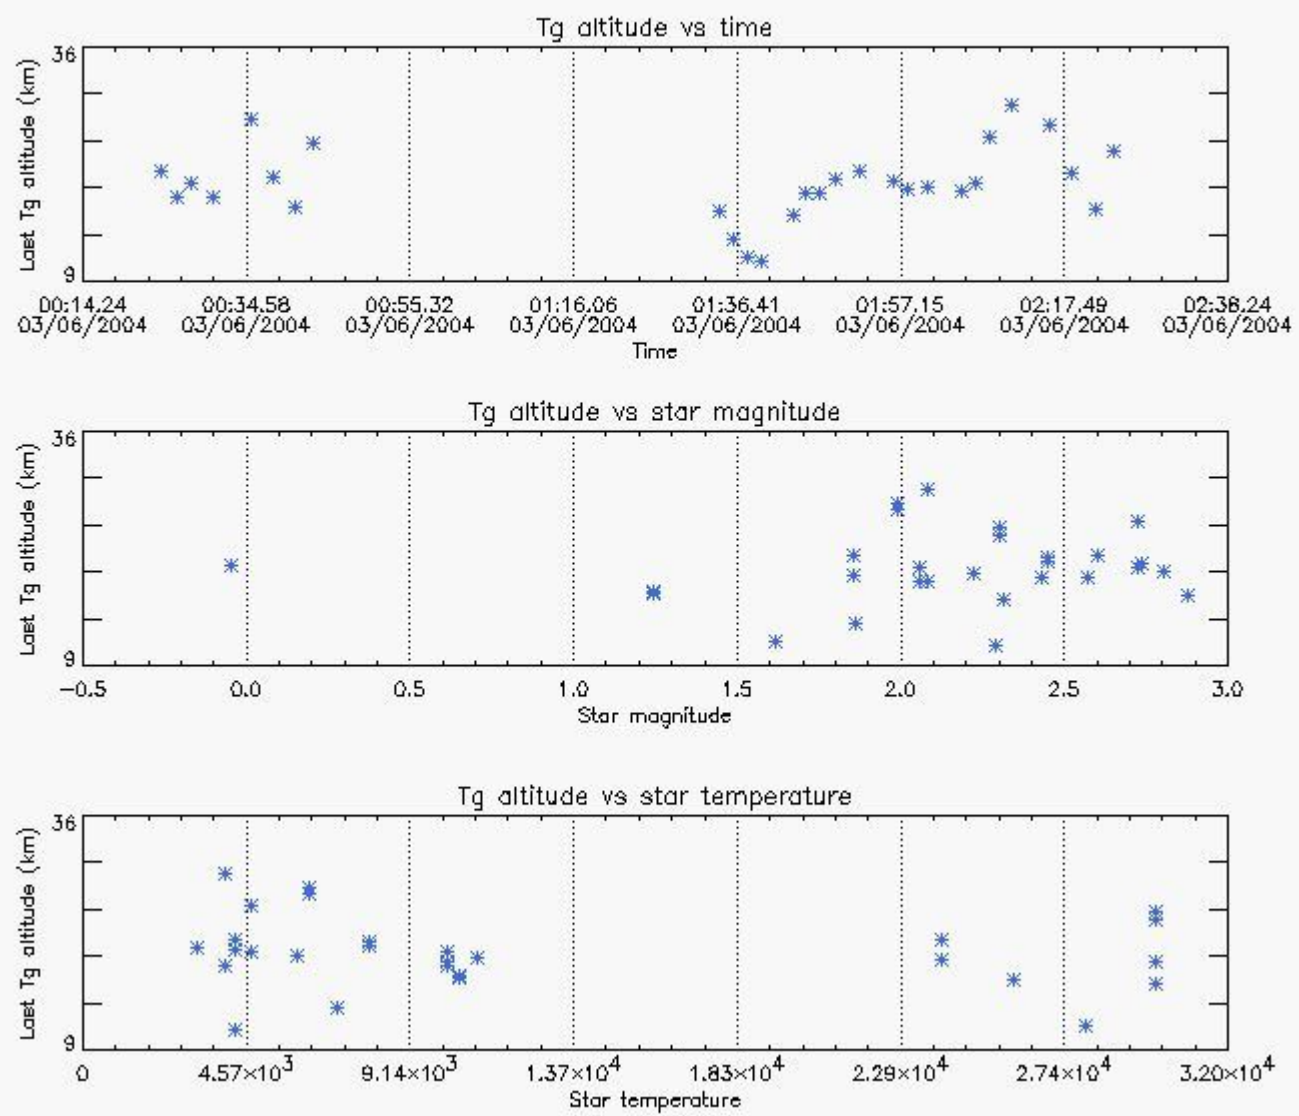 Tg altitude vs time
Last Tg altitude (km)
36
9
00:14.24 00:34.58 00:55.32 01:16.06 01:36.41 01:57.15 02:17.49 02:38.24
03/06/2004 03/06/2004 03/06/2004 03/06/2004 03/06/2004 03/06/2004 03/06/2004 03/06/2004
Time
Tg altitude vs star magnitude
Last Tg altitude (km)
36
9
-0.5 0.0 0.5 1.0 1.5 2.0 2.5 3.0
Star magnitude
Tg altitude vs star temperature
Last Tg altitude (km)
36
9
0 4.57×10³ 9.14×10³ 1.37×10⁴ 1.83×10⁴ 2.29×10⁴ 2.74×10⁴ 3.20×10⁴
Star temperature